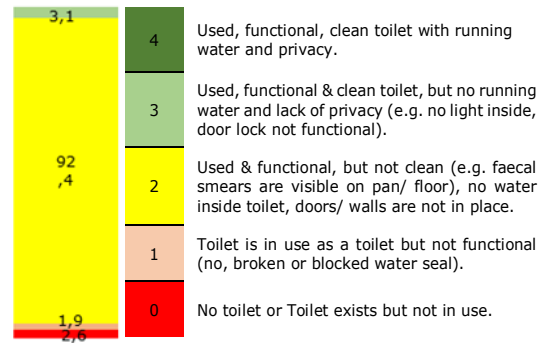 3,1
92
,4
1,9
2,6
4
Used, functional, clean toilet with running
water and privacy.
3
Used, functional & clean toilet, but no running
water and lack of privacy (e.g. no light inside,
door lock not functional).
2
Used & functional, but not clean (e.g. faecal
smears are visible on pan/ floor), no water
inside toilet, doors/ walls are not in place.
1
Toilet is in use as a toilet but not functional
(no, broken or blocked water seal).
0
No toilet or Toilet exists but not in use.